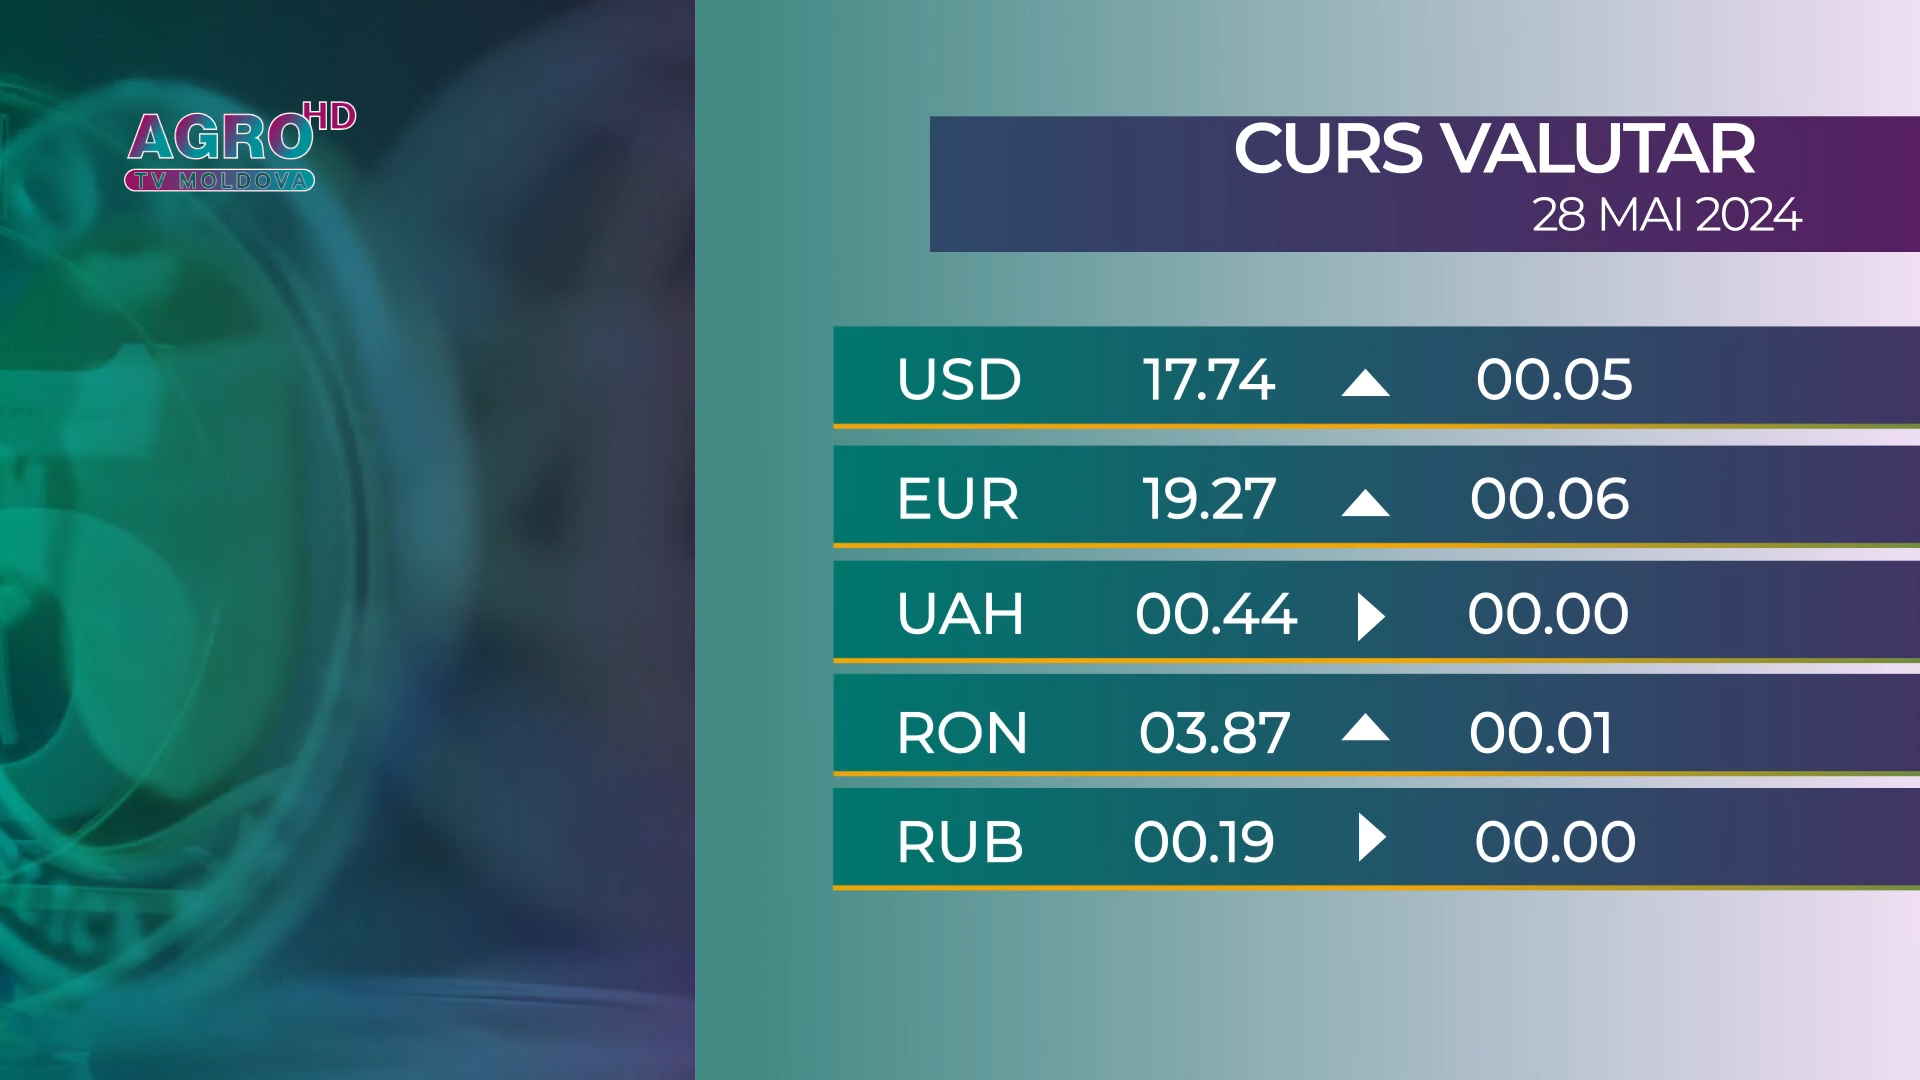 AGRO HD
TV MOLDOVA
CURS VALUTAR
28 MAI 2024
USD 17.74 00.05
EUR 19.27 00.06
UAH 00.44 00.00
RON 03.87 00.01
RUB 00.19 00.00